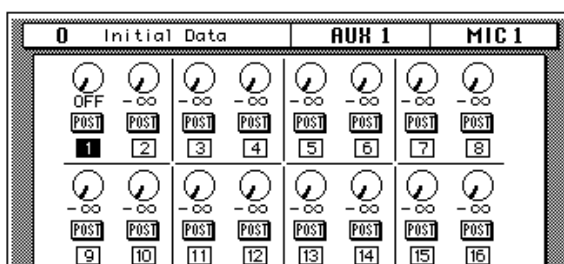 0 Initial Data AUX 1 MIC 1
OFF -∞ -∞ -∞ -∞ -∞ -∞ -∞
POST POST POST POST POST POST POST POST
1 2 3 4 5 6 7 8
-∞ -∞ -∞ -∞ -∞ -∞ -∞ -∞
POST POST POST POST POST POST POST POST
9 10 11 12 13 14 15 16